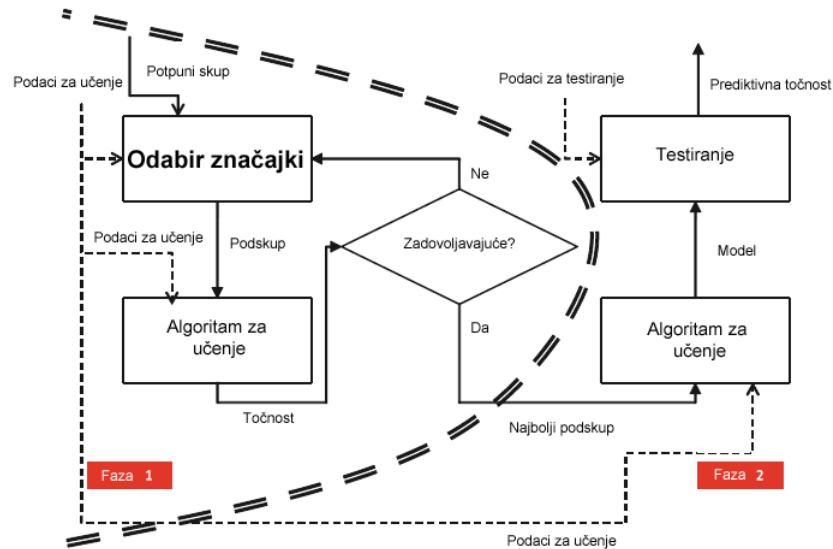 Potpuni skup
Podaci za učenje
Podaci za testiranje
Prediktivna točnost
Odabir značajki
Testiranje
Ne
Podaci za učenje
Podskup
Zadovoljavajuće?
Model
Algoritam za
učenje
Da
Algoritam za
učenje
Točnost
Najbolji podskup
Faza 1
Faza 2
Podaci za učenje